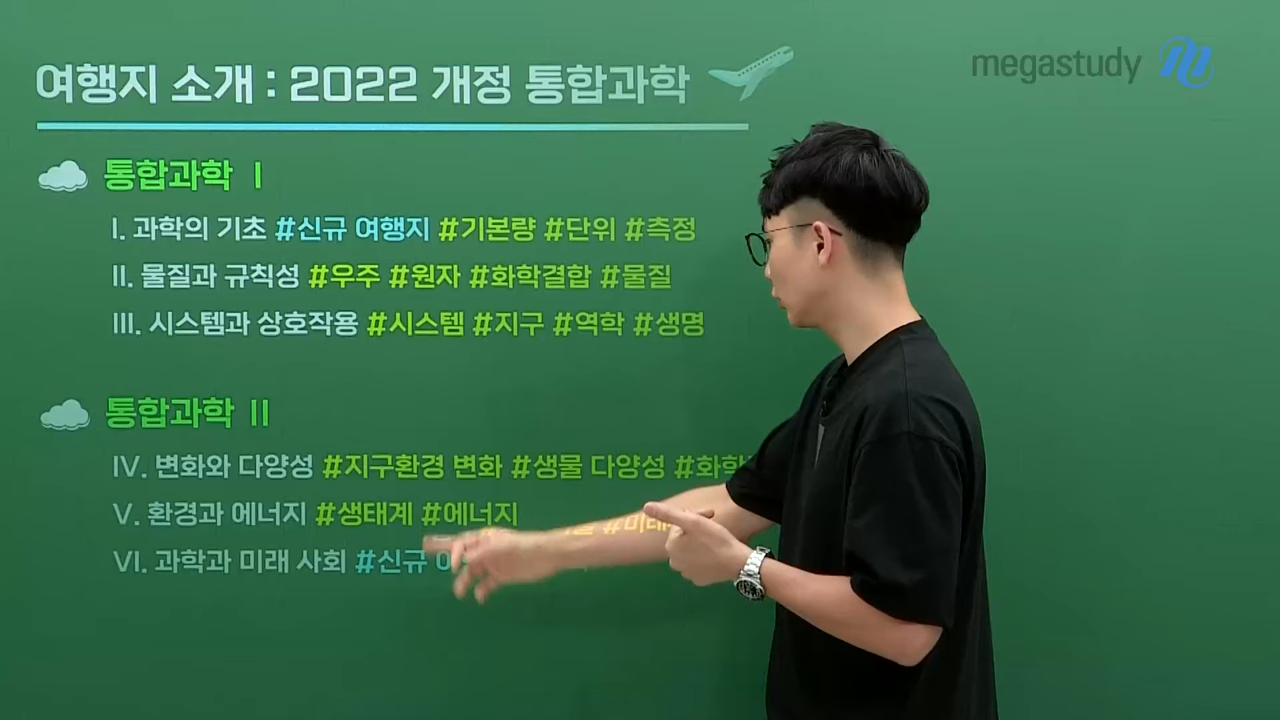 여행지 소개 : 2022 개정 통합과학
megastudy
통합과학 I
I. 과학의 기초 #신규 여행지 #기본량 #단위 #측정
II. 물질과 규칙성 #우주 #원자 #화학결합 #물질
III. 시스템과 상호작용 #시스템 #지구 #역학 #생명
통합과학 II
IV. 변화와 다양성 #지구환경 변화 #생물 다양성 #화학
V. 환경과 에너지 #생태계 #에너지
VI. 과학과 미래 사회 #신규